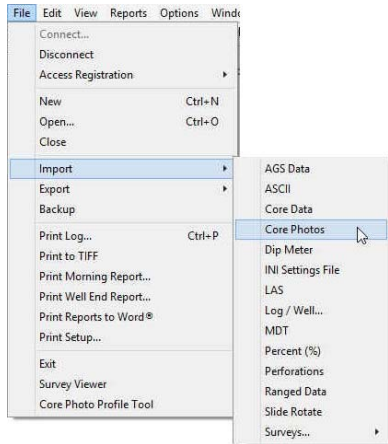 File Edit View Reports Options
Connect...
Disconnect
Access Registration
New Ctrl+N
Open... Ctrl+O
Close
Import
Export
Backup
Print Log... Ctrl+P
Print to TIFF
Print Morning Report...
Print Well End Report...
Print Reports to Word®
Print Setup...
Exit
Survey Viewer
Core Photo Profile Tool
AGS Data
ASCII
Core Data
Core Photos
Dip Meter
INI Settings File
LAS
Log / Well...
MDT
Percent (%)
Perforations
Ranged Data
Slide Rotate
Surveys...